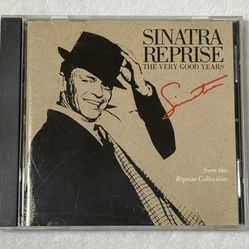 SINATRA
REPRISE
THE VERY GOOD YEARS
Sinatra
from the
Reprise Collection